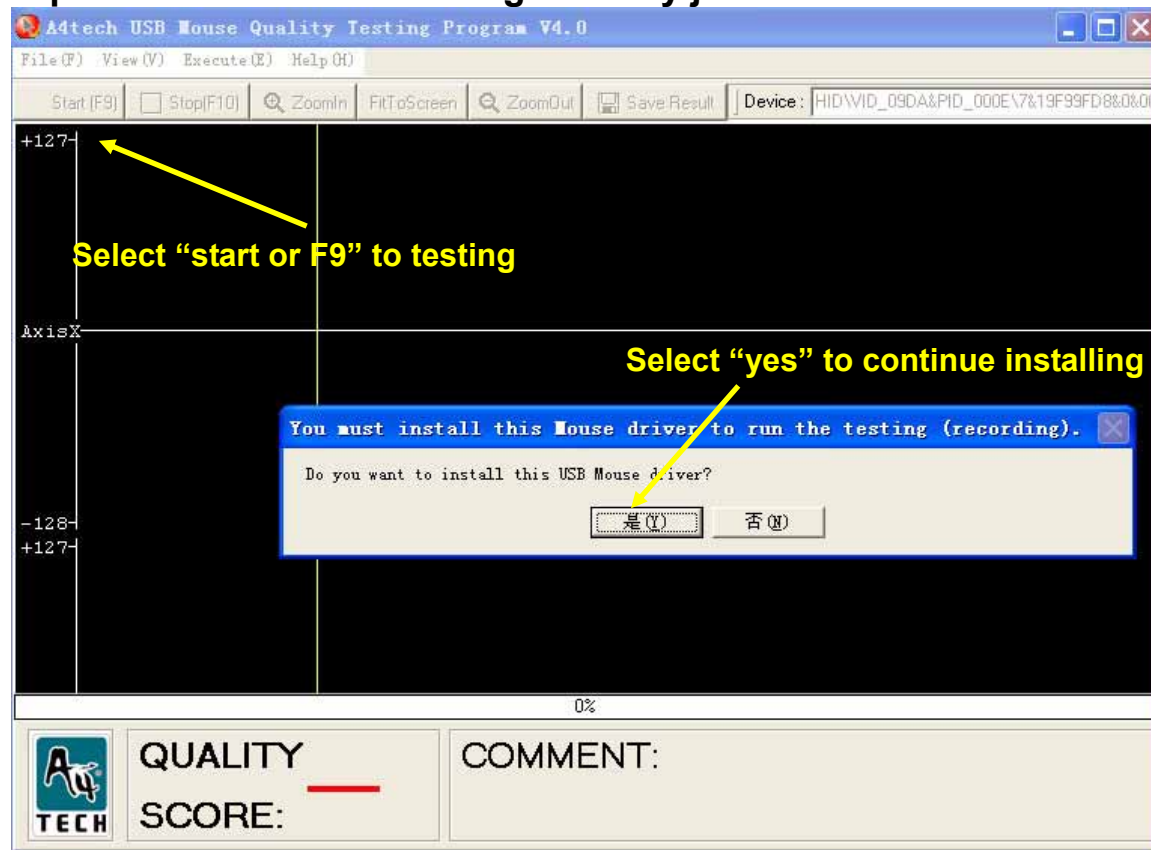 A4tech USB Mouse Quality Testing Program V4.0
File(F) View(V) Execute(E) Help(H)
Start (F9) Stop(F10) ZoomIn FitToScreen ZoomOut Save Result Device : HID\VID_09DA&PID_000E\7&19F99FD8&0&0
+127
Select “start or F9” to testing
AxisX
Select “yes” to continue installing
You must install this Mouse driver to run the testing (recording).
Do you want to install this USB Mouse driver?
是(Y) 否(N)
-128
+127
0%
QUALITY
SCORE:
COMMENT:
A4
TECH